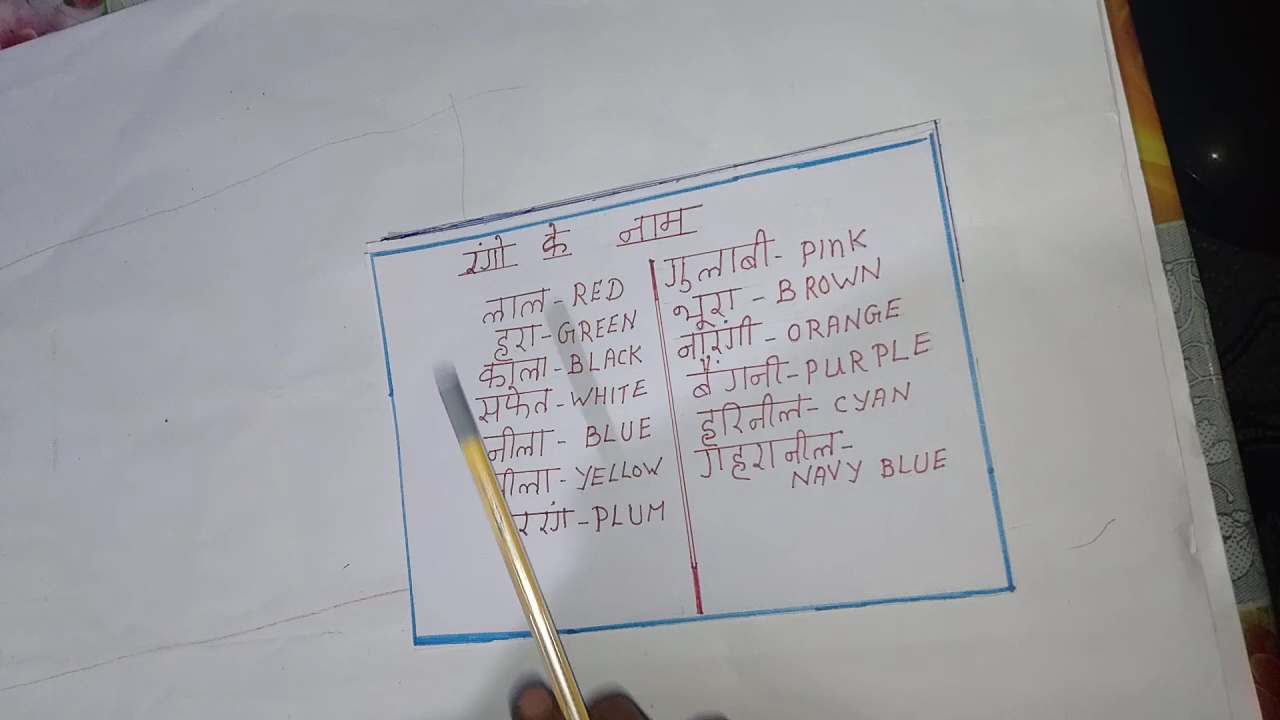 रंगो के नाम
लाल - RED
हरा - GREEN
काला - BLACK
सफेत - WHITE
नीला - BLUE
- YELLOW
- PLUM
गुलाबी - PINK
भूरा - BROWN
नारंगी - ORANGE
बैंगनी - PURPLE
हरिनील - CYAN
गहरा नील -
NAVY BLUE